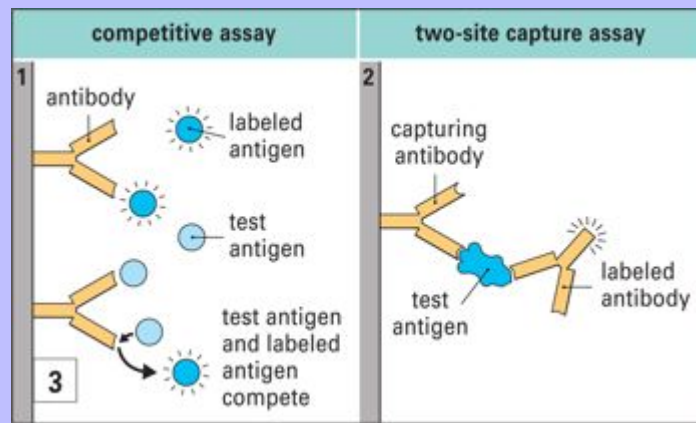 competitive assay
two-site capture assay
1
antibody
labeled
antigen
test
antigen
test antigen
and labeled
antigen
compete
3
2
capturing
antibody
test
antigen
labeled
antibody